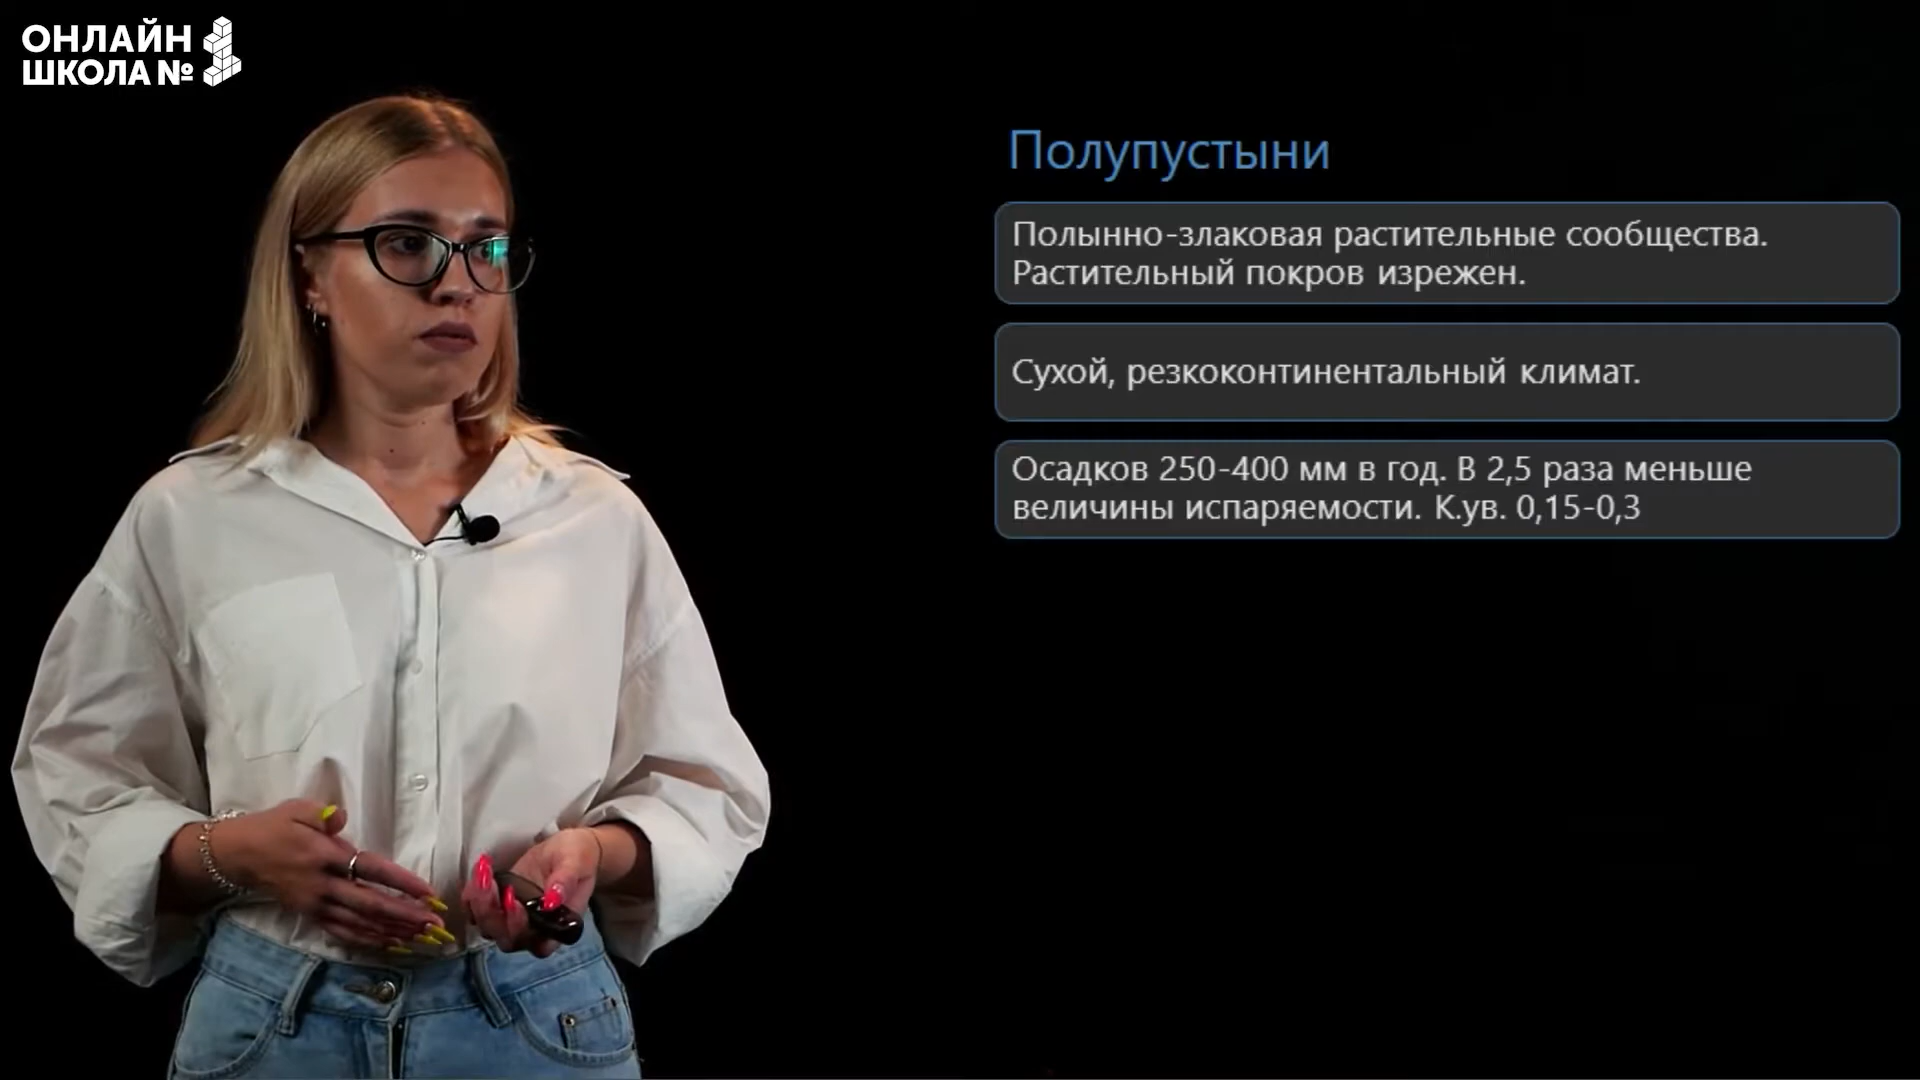 ОНЛАЙН
ШКОЛА №
Полупустыни
Полынно-злаковая растительные сообщества.
Растительный покров изрежен.
Сухой, резкоконтинентальный климат.
Осадков 250-400 мм в год. В 2,5 раза меньше
величины испаряемости. К.ув. 0,15-0,3